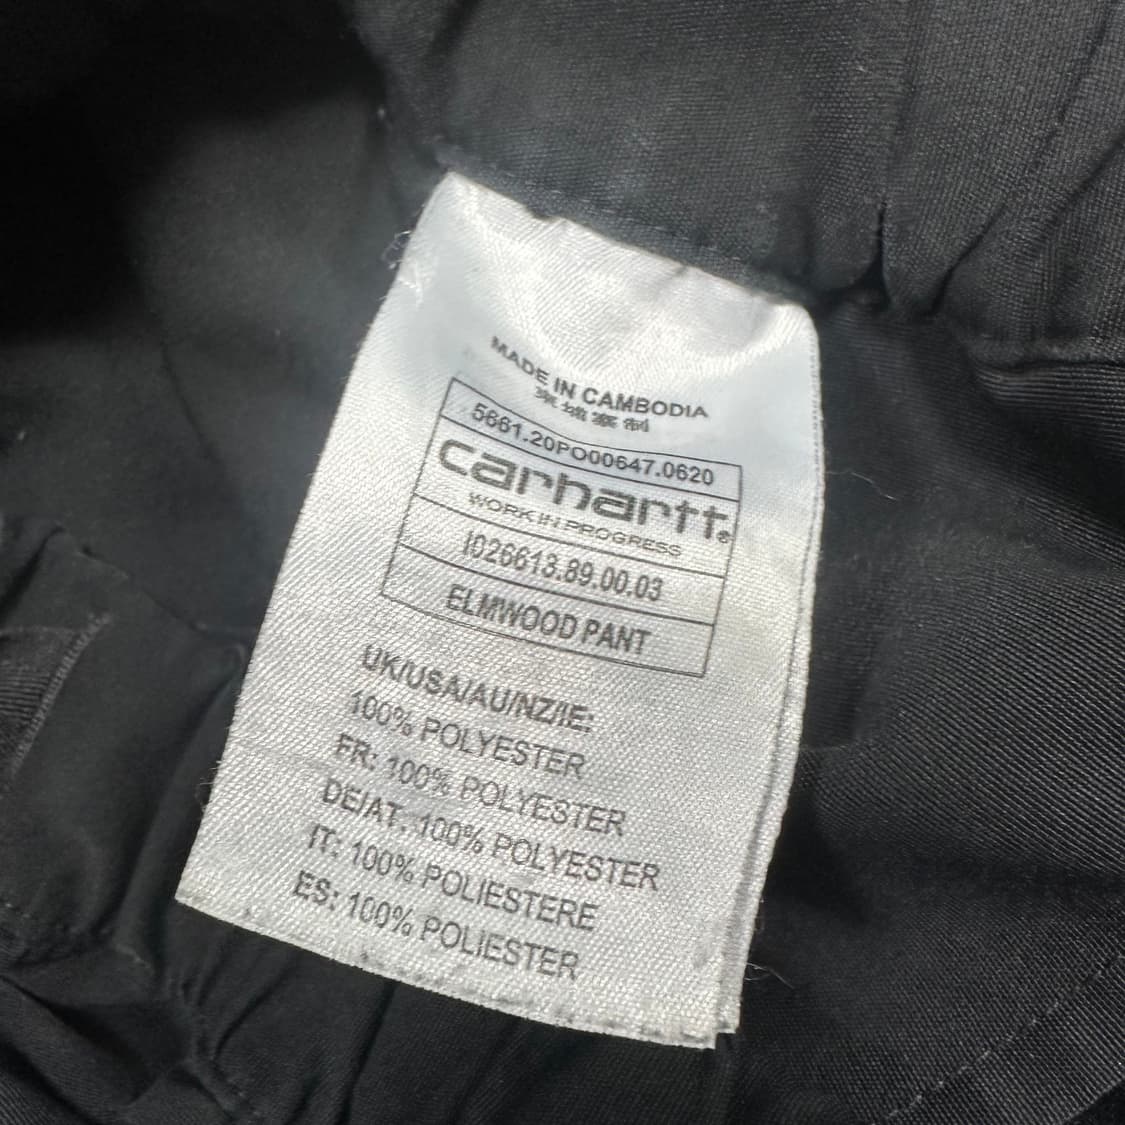 MADE IN CAMBODIA
柬埔寨制
5661.20PO00647.0620
carhartt®
WORK IN PROGRESS
I026613.89.00.03
ELMWOOD PANT
UK/USA/AU/NZ/IE:
100% POLYESTER
FR: 100% POLYESTER
DE/AT: 100% POLYESTER
IT: 100% POLIESTERE
ES: 100% POLIESTER